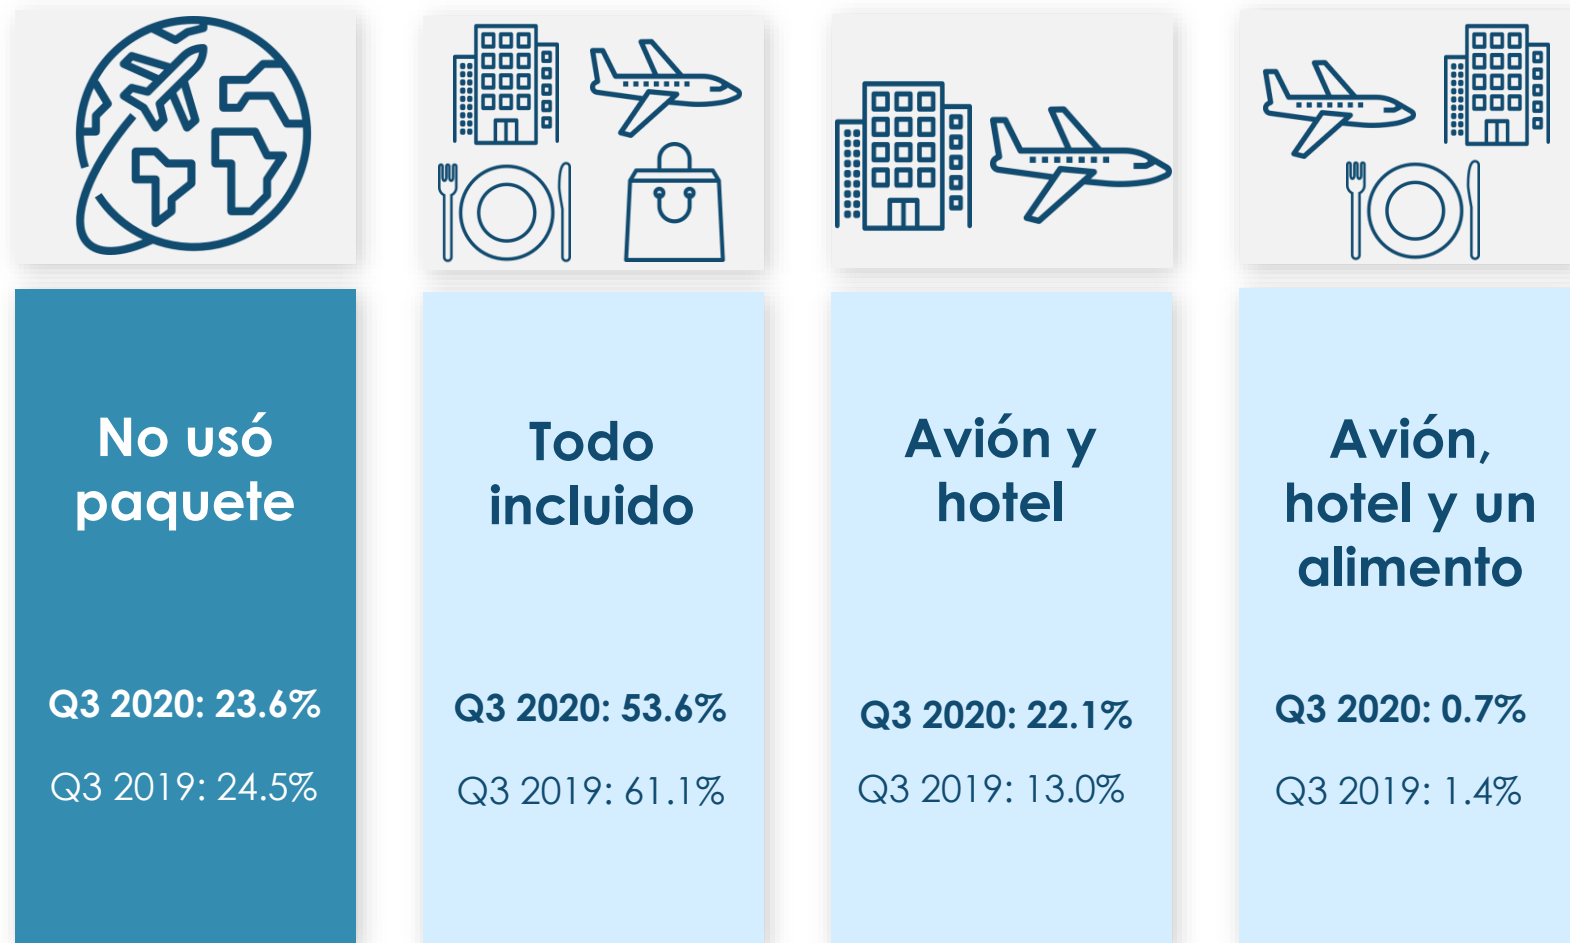 No usó
paquete
Q3 2020: 23.6%
Q3 2019: 24.5%
Todo
incluido
Q3 2020: 53.6%
Q3 2019: 61.1%
Avión y
hotel
Q3 2020: 22.1%
Q3 2019: 13.0%
Avión,
hotel y un
alimento
Q3 2020: 0.7%
Q3 2019: 1.4%